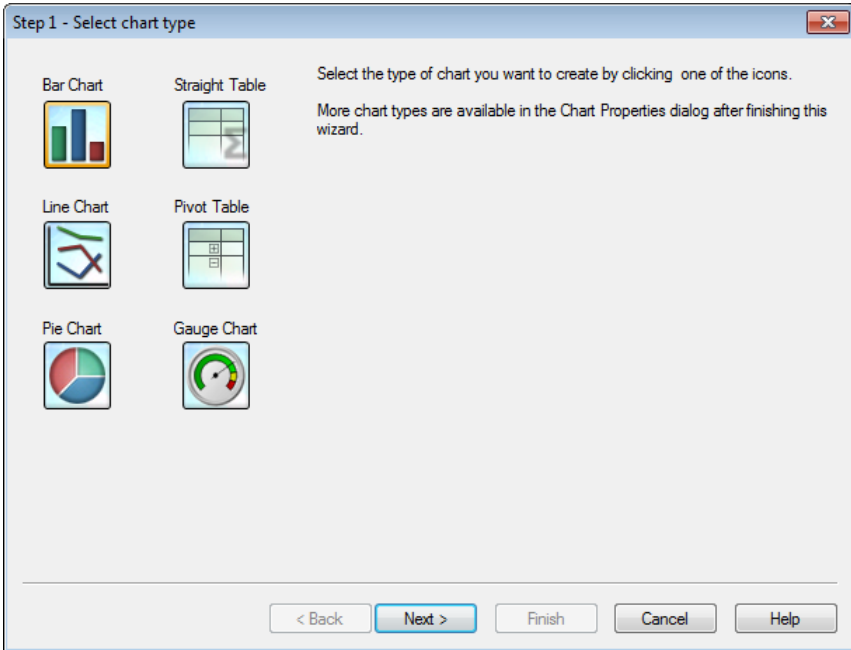 Step 1 - Select chart type
Bar Chart
Straight Table
Select the type of chart you want to create by clicking  one of the icons.
More chart types are available in the Chart Properties dialog after finishing this
wizard.
Σ
Line Chart
Pivot Table
Pie Chart
Gauge Chart
< Back
Next >
Finish
Cancel
Help